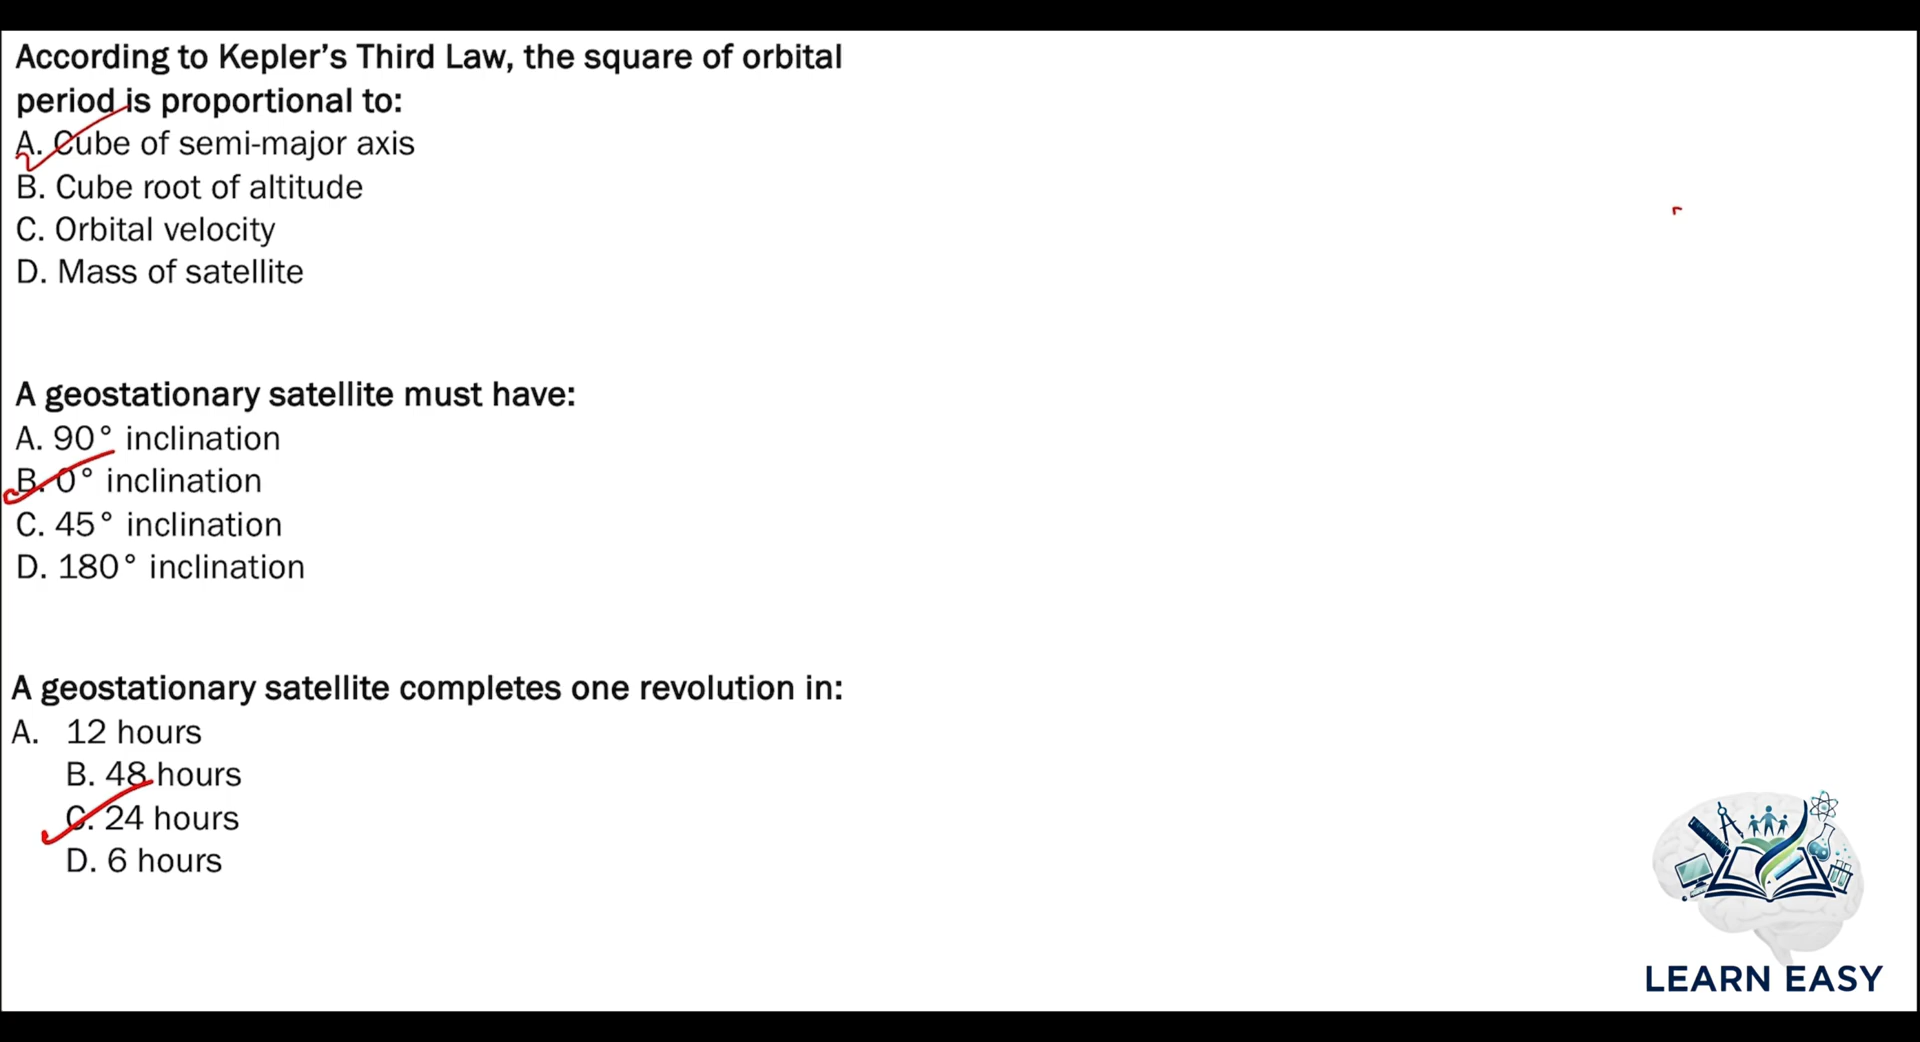 According to Kepler’s Third Law, the square of orbital
period is proportional to:
A. Cube of semi-major axis
B. Cube root of altitude
C. Orbital velocity
D. Mass of satellite
A geostationary satellite must have:
A. 90° inclination
B. 0° inclination
C. 45° inclination
D. 180° inclination
A geostationary satellite completes one revolution in:
A. 12 hours
B. 48 hours
C. 24 hours
D. 6 hours
LEARN EASY